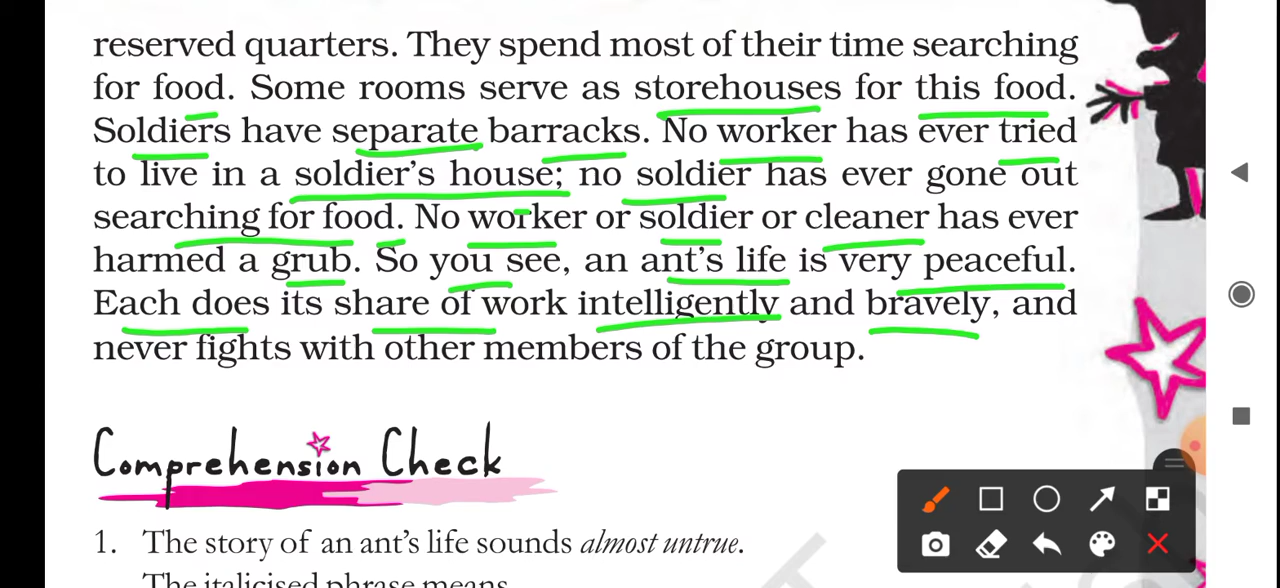 reserved quarters. They spend most of their time searching
for food. Some rooms serve as storehouses for this food.
Soldiers have separate barracks. No worker has ever tried
to live in a soldier's house; no soldier has ever gone out
searching for food. No worker or soldier or cleaner has ever
harmed a grub. So you see, an ant's life is very peaceful.
Each does its share of work intelligently and bravely, and
never fights with other members of the group.
Comprehension Check
1. The story of an ant's life sounds almost untrue.
The italicised phrase means